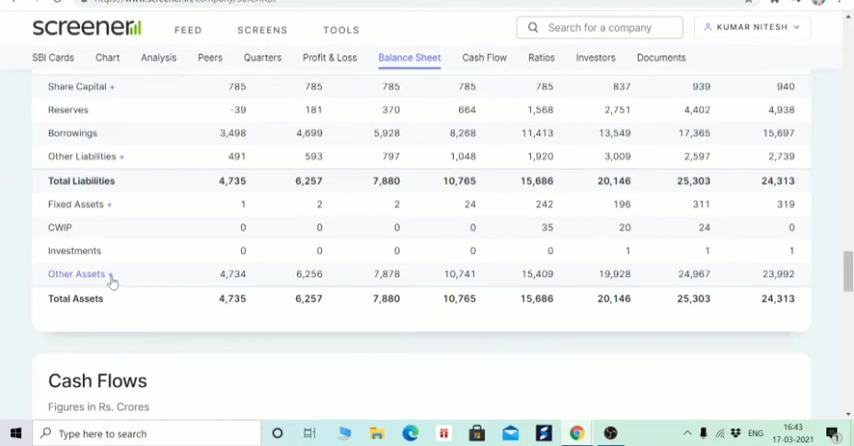 screener
FEED SCREENS TOOLS
Search for a company
KUMAR NITESH
SBI Cards Chart Analysis Peers Quarters Profit & Loss Balance Sheet Cash Flow Ratios Investors Documents
Share Capital + 785 785 785 785 785 837 939 940
Reserves -39 181 370 664 1,568 2,751 4,402 4,938
Borrowings 3,498 4,699 5,928 8,268 11,413 13,549 17,365 15,697
Other Liabilities + 491 593 797 1,048 1,920 3,009 2,597 2,739
Total Liabilities 4,735 6,257 7,880 10,765 15,686 20,146 25,303 24,313
Fixed Assets + 1 2 2 24 242 196 311 319
CWIP 0 0 0 0 35 20 24 0
Investments 0 0 0 0 0 1 1 1
Other Assets + 4,734 6,256 7,878 10,741 15,409 19,928 24,967 23,992
Total Assets 4,735 6,257 7,880 10,765 15,686 20,146 25,303 24,313
Cash Flows
Figures in Rs. Crores
Type here to search
ENG
16:43
17-03-2021